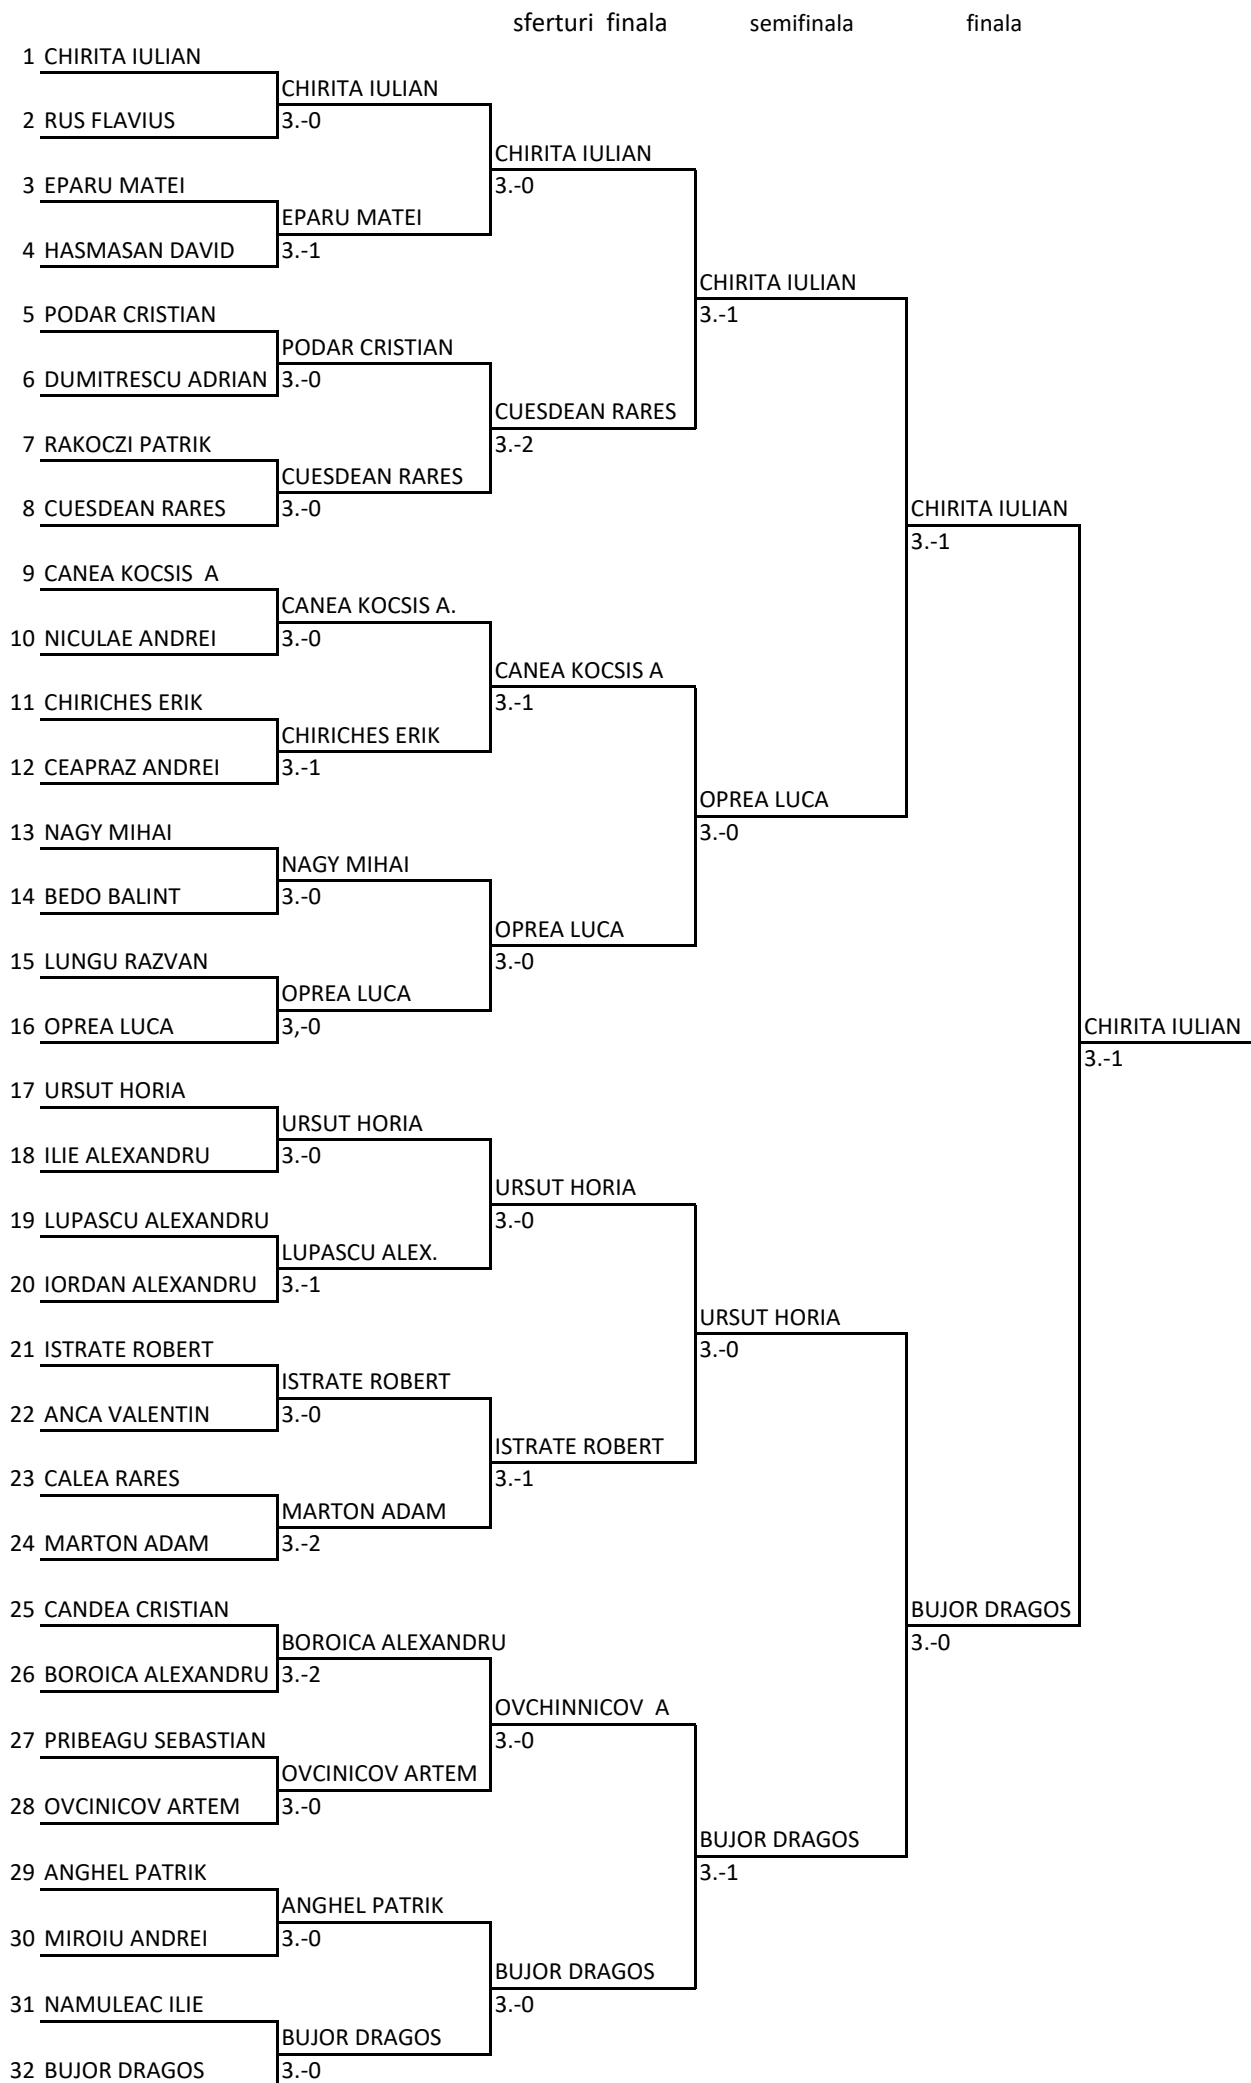 sferturi  finala semifinala finala
1 CHIRITA IULIAN
CHIRITA IULIAN
2 RUS FLAVIUS 3.-0
CHIRITA IULIAN
3 EPARU MATEI 3.-0
EPARU MATEI
4 HASMASAN DAVID 3.-1
CHIRITA IULIAN
5 PODAR CRISTIAN 3.-1
PODAR CRISTIAN
6 DUMITRESCU ADRIAN 3.-0
CUESDEAN RARES
7 RAKOCZI PATRIK 3.-2
CUESDEAN RARES
8 CUESDEAN RARES 3.-0 CHIRITA IULIAN
3.-1
9 CANEA KOCSIS  A
CANEA KOCSIS A.
10 NICULAE ANDREI 3.-0
CANEA KOCSIS A
11 CHIRICHES ERIK 3.-1
CHIRICHES ERIK
12 CEAPRAZ ANDREI 3.-1
OPREA LUCA
13 NAGY MIHAI 3.-0
NAGY MIHAI
14 BEDO BALINT 3.-0
OPREA LUCA
15 LUNGU RAZVAN 3.-0
OPREA LUCA
16 OPREA LUCA 3,-0 CHIRITA IULIAN
3.-1
17 URSUT HORIA
URSUT HORIA
18 ILIE ALEXANDRU 3.-0
URSUT HORIA
19 LUPASCU ALEXANDRU 3.-0
LUPASCU ALEX.
20 IORDAN ALEXANDRU 3.-1
URSUT HORIA
21 ISTRATE ROBERT 3.-0
ISTRATE ROBERT
22 ANCA VALENTIN 3.-0
ISTRATE ROBERT
23 CALEA RARES 3.-1
MARTON ADAM
24 MARTON ADAM 3.-2
25 CANDEA CRISTIAN BUJOR DRAGOS
BOROICA ALEXANDRU 3.-0
26 BOROICA ALEXANDRU 3.-2
OVCHINNICOV  A
27 PRIBEAGU SEBASTIAN 3.-0
OVCINICOV ARTEM
28 OVCINICOV ARTEM 3.-0
BUJOR DRAGOS
29 ANGHEL PATRIK 3.-1
ANGHEL PATRIK
30 MIROIU ANDREI 3.-0
BUJOR DRAGOS
31 NAMULEAC ILIE 3.-0
BUJOR DRAGOS
32 BUJOR DRAGOS 3.-0